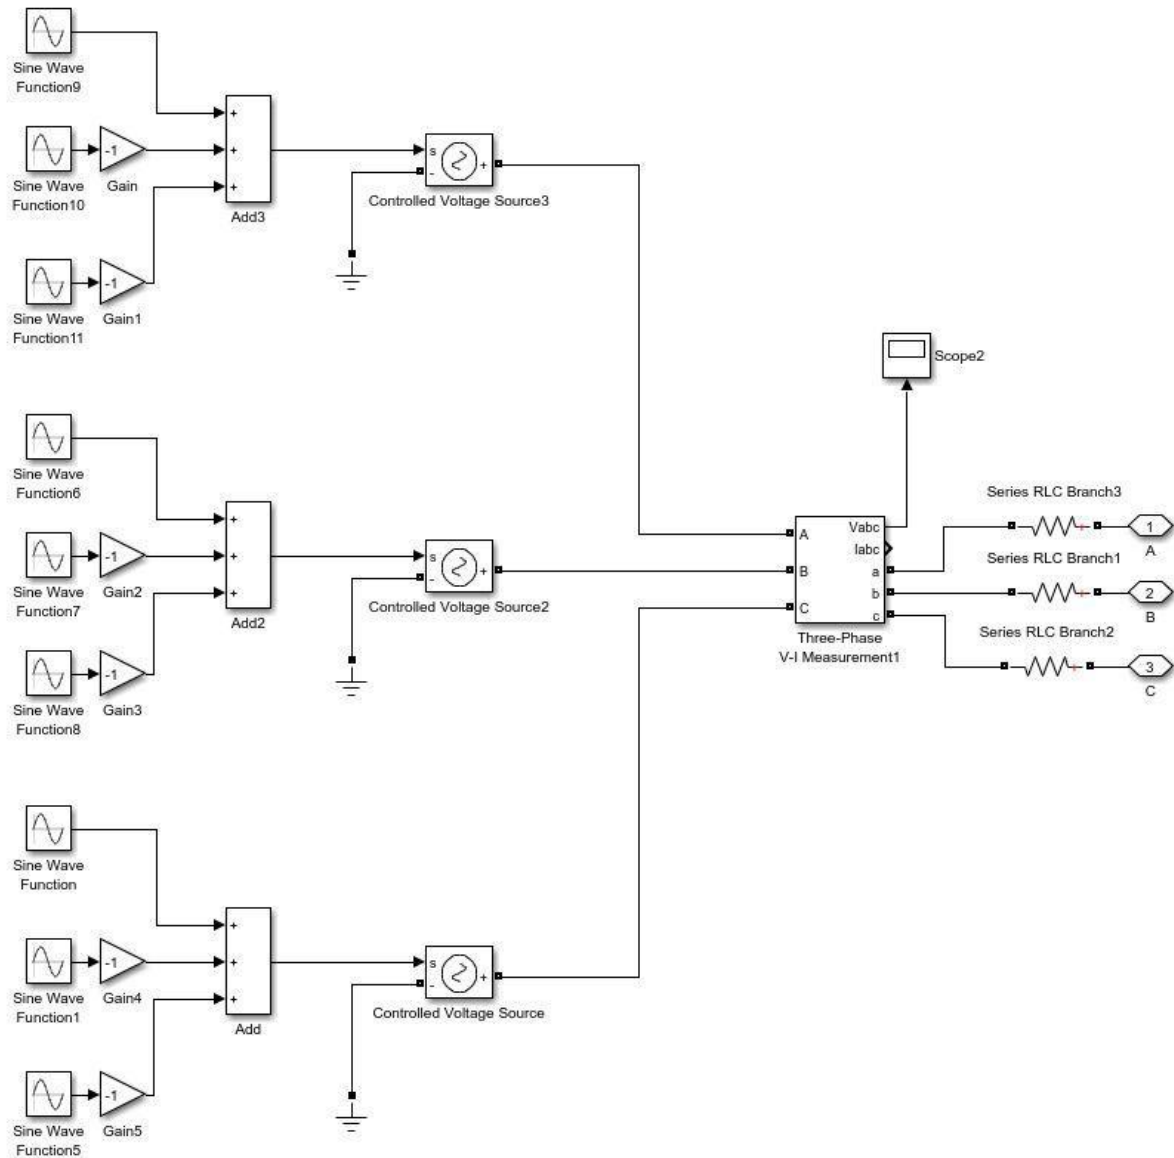 Sine Wave
Function9
+
-1
+
s
+
-
Sine Wave
Function10
Gain
+
Add3
Controlled Voltage Source3
-1
Sine Wave
Function11
Gain1
Scope2
Sine Wave
Function6
+
-1
+
s
+
-
Sine Wave
Function7
Gain2
+
Add2
Controlled Voltage Source2
-1
Sine Wave
Function8
Gain3
A
B
C
Vabc
Iabc
a
b
c
Three-Phase
V-I Measurement1
Series RLC Branch3
+
1
A
Series RLC Branch1
+
2
B
Series RLC Branch2
+
3
C
Sine Wave
Function
+
-1
+
s
+
-
Sine Wave
Function1
Gain4
+
Add
Controlled Voltage Source
-1
Sine Wave
Function5
Gain5